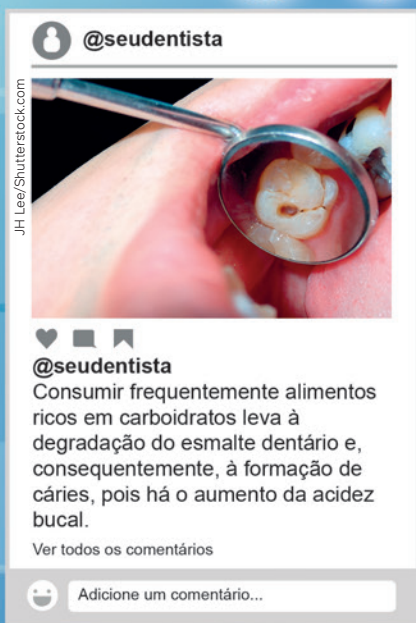 @seudentista
JH Lee/Shutterstock.com
@seudentista
Consumir frequentemente alimentos
ricos em carboidratos leva à
degradação do esmalte dentário e,
consequentemente, à formação de
cáries, pois há o aumento da acidez
bucal.
Ver todos os comentários
Adicione um comentário...